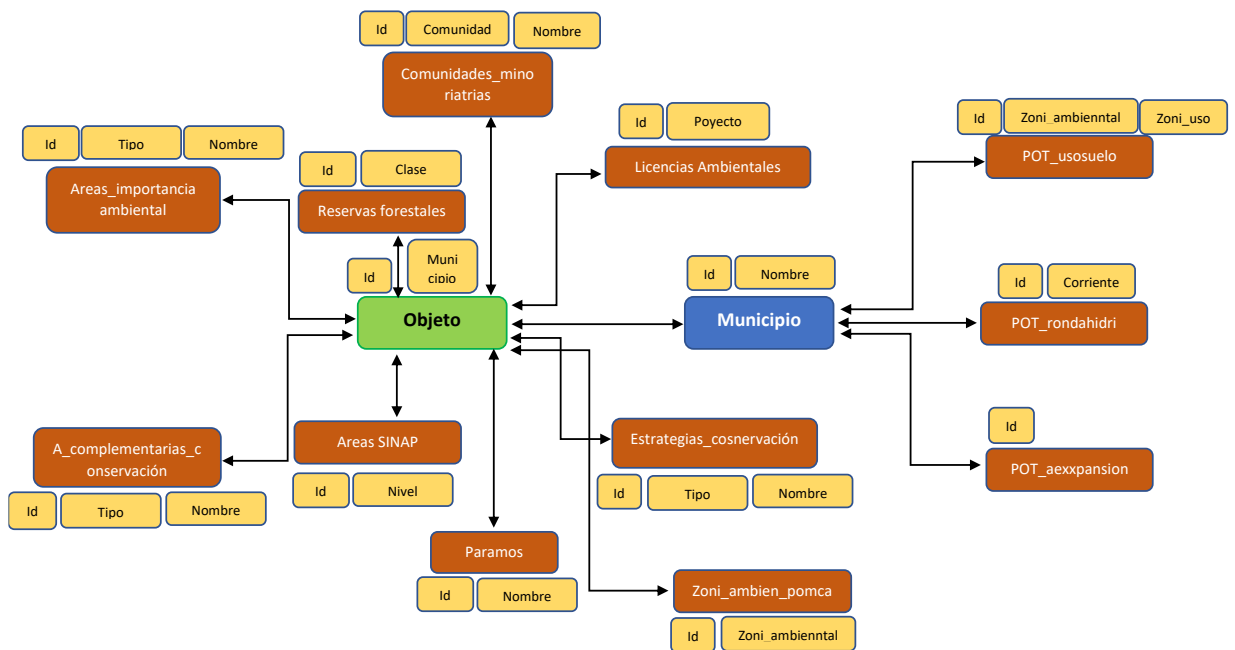 Id
Comunidad
Nombre
Comunidades_mino
riatrias
Id
Poyecto
Licencias Ambientales
Id
Zoni_ambienntal
Zoni_uso
POT_usosuelo
Id
Tipo
Nombre
Areas_importancia
ambiental
Id
Clase
Reservas forestales
Id
Muni
cipio
Objeto
Id
Nombre
Municipio
Id
Corriente
POT_rondahidri
A_complementarias_c
onservación
Id
Tipo
Nombre
Areas SINAP
Id
Nivel
Estrategias_cosnervación
Id
Tipo
Nombre
Id
POT_aexxpansion
Paramos
Id
Nombre
Zoni_ambien_pomca
Id
Zoni_ambienntal